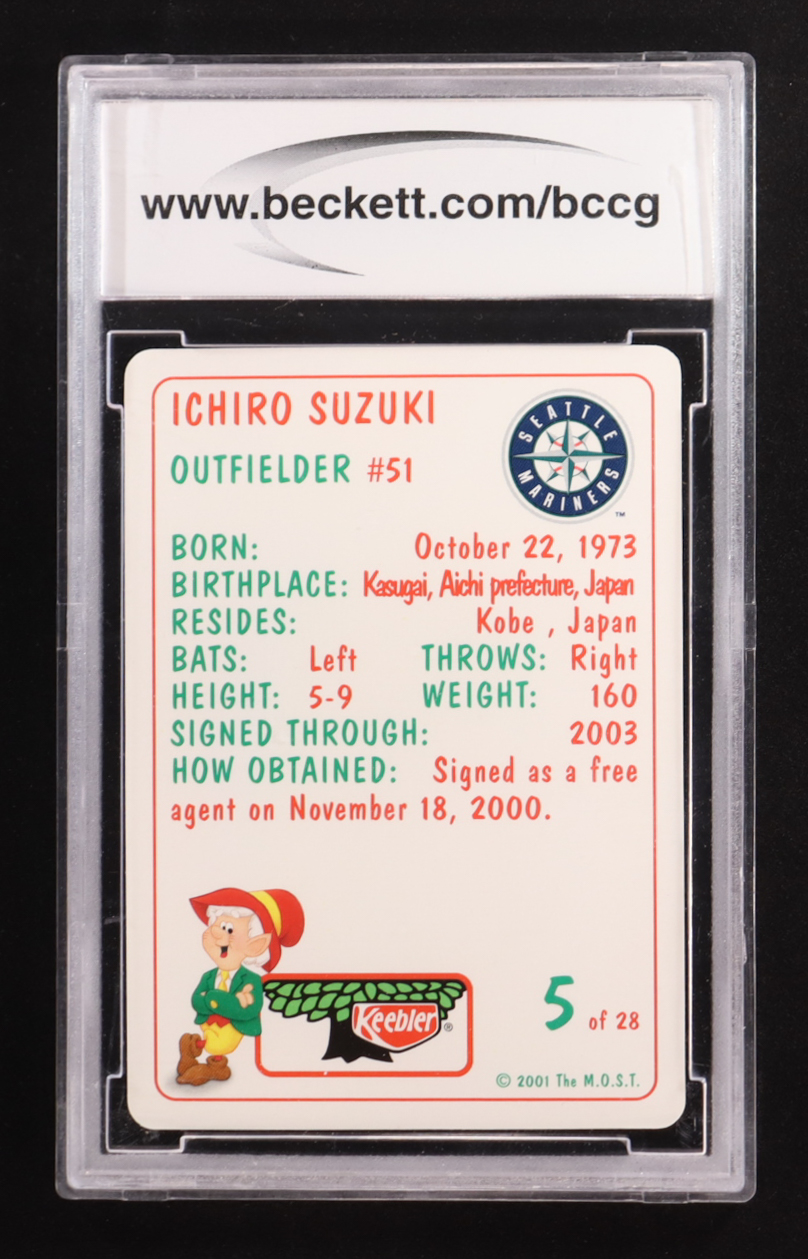 www.beckett.com/bccg
ICHIRO SUZUKI
OUTFIELDER #51
SEATTLE
MARINERS
™
BORN: October 22, 1973
BIRTHPLACE: Kasugai, Aichi prefecture, Japan
RESIDES: Kobe , Japan
BATS: Left THROWS: Right
HEIGHT: 5-9 WEIGHT: 160
SIGNED THROUGH: 2003
HOW OBTAINED: Signed as a free
agent on November 18, 2000.
Keebler®
5 of 28
© 2001 The M.O.S.T.